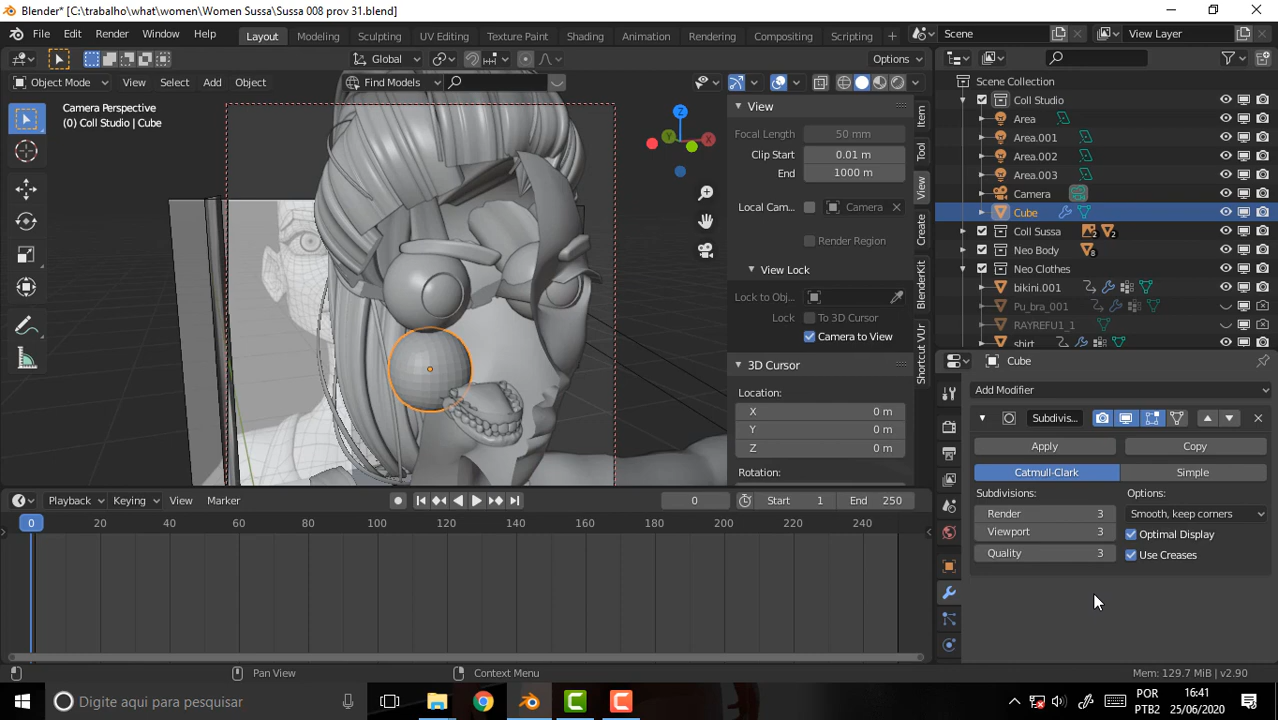 Blender* [C:\trabalho\what\women\Women Sussa\Sussa 008 prov 31.blend]
File Edit Render Window Help Layout Modeling Sculpting UV Editing Texture Paint Shading Animation Rendering Compositing Scripting + Scene View Layer
Global Options
Object Mode View Select Add Object Find Models
Camera Perspective
(0) Coll Studio | Cube
Z
Y
X
View
Focal Length 50 mm
Clip Start 0.01 m
End 1000 m
Local Cam... Camera
Render Region
View Lock
Lock to Obj...
Lock To 3D Cursor
Camera to View
3D Cursor
Location:
X 0 m
Y 0 m
Z 0 m
Rotation:
Item
Tool
View
Create
BlenderKit
Shortcut VUr
Scene Collection
Coll Studio
Area
Area.001
Area.002
Area.003
Camera
Cube
Coll Sussa 2 2
Neo Body 8
Neo Clothes
bikini.001
Pu_bra_001
RAYREFU1_1
shirt
Cube
Add Modifier
Subdivis...
Apply Copy
Catmull-Clark Simple
Subdivisions: Options:
Render 3 Smooth, keep corners
Viewport 3 Optimal Display
Quality 3 Use Creases
Playback Keying View Marker 0 Start 1 End 250
0 20 40 60 80 100 120 140 160 180 200 220 240
Pan View Context Menu Mem: 129.7 MiB | v2.90
Digite aqui para pesquisar
POR
PTB2
16:41
25/06/2020